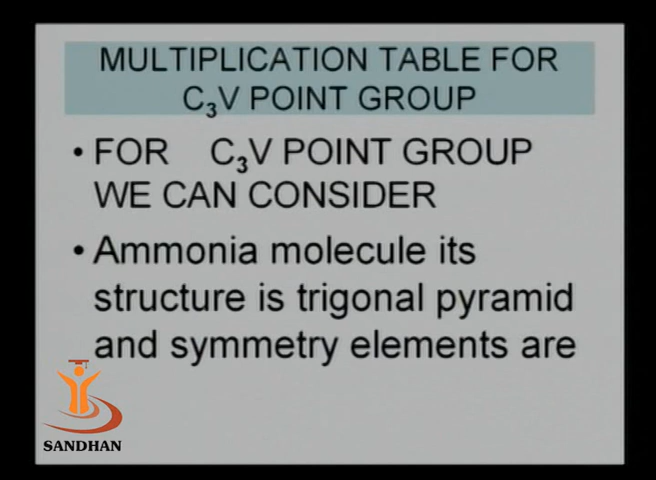 MULTIPLICATION TABLE FOR
C₃V POINT GROUP
• FOR C₃V POINT GROUP
WE CAN CONSIDER
• Ammonia molecule its
structure is trigonal pyramid
and symmetry elements are
SANDHAN